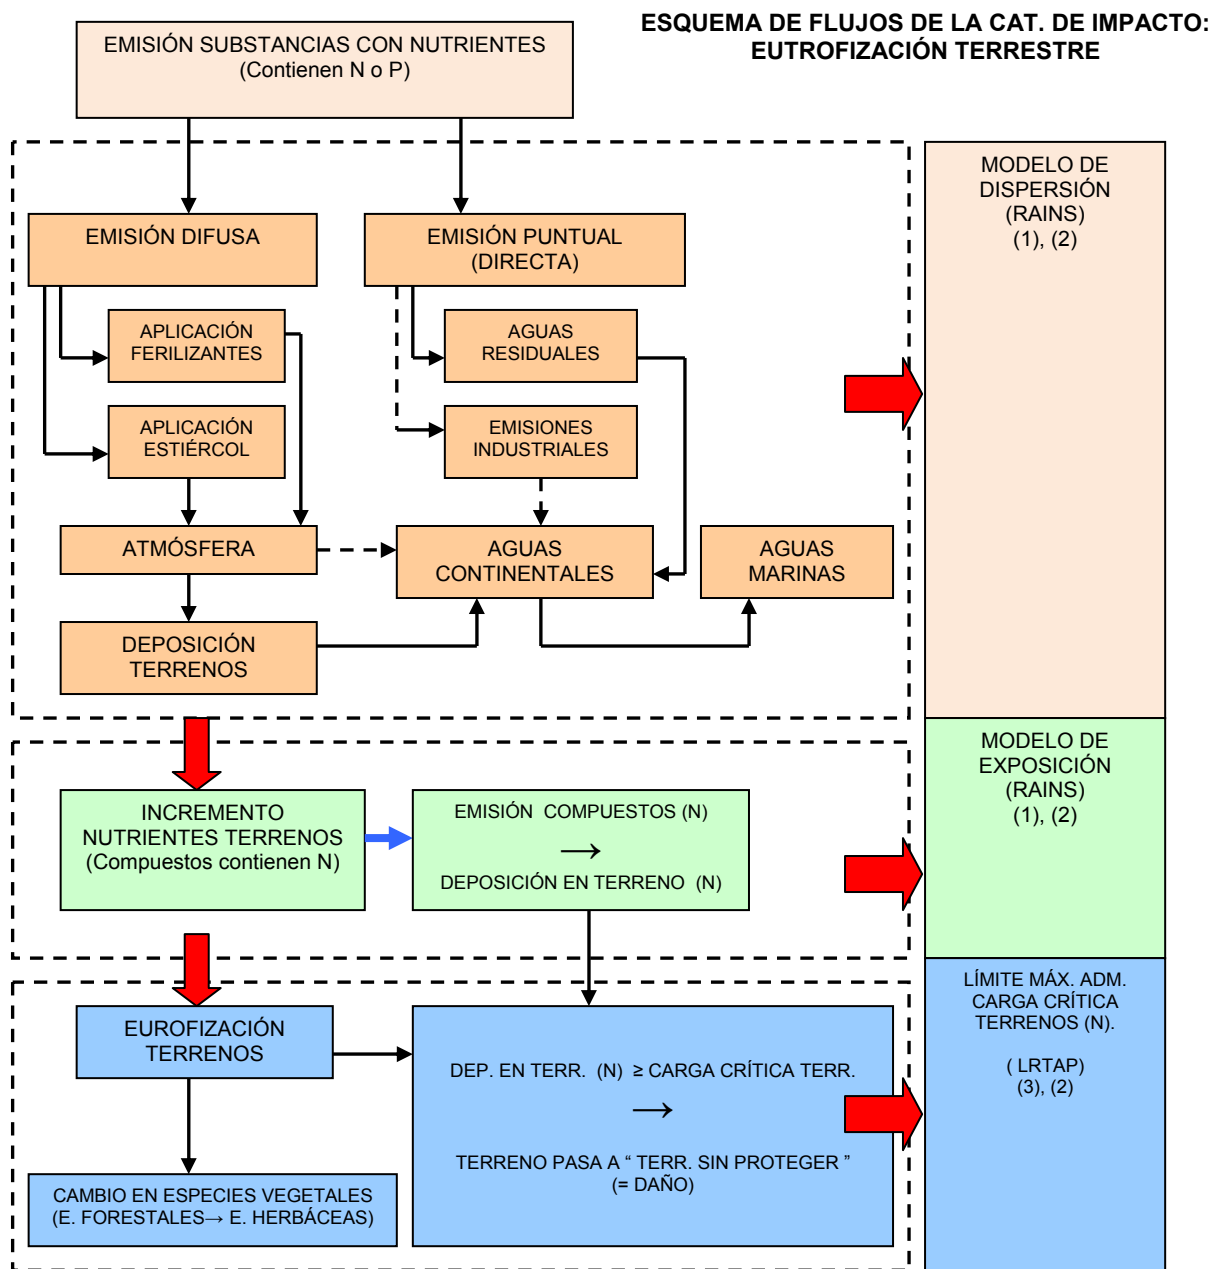 ESQUEMA DE FLUJOS DE LA CAT. DE IMPACTO:
EUTROFIZACIÓN TERRESTRE
EMISIÓN SUBSTANCIAS CON NUTRIENTES
(Contienen N o P)
MODELO DE
DISPERSIÓN
(RAINS)
(1), (2)
EMISIÓN DIFUSA
EMISIÓN PUNTUAL
(DIRECTA)
APLICACIÓN
FERILIZANTES
AGUAS
RESIDUALES
APLICACIÓN
ESTIÉRCOL
EMISIONES
INDUSTRIALES
ATMÓSFERA
AGUAS
CONTINENTALES
AGUAS
MARINAS
DEPOSICIÓN
TERRENOS
MODELO DE
EXPOSICIÓN
(RAINS)
(1), (2)
INCREMENTO
NUTRIENTES TERRENOS
(Compuestos contienen N)
EMISIÓN COMPUESTOS (N)
→
DEPOSICIÓN EN TERRENO (N)
LÍMITE MÁX. ADM.
CARGA CRÍTICA
TERRENOS (N).
( LRTAP)
(3), (2)
EUROFIZACIÓN
TERRENOS
DEP. EN TERR. (N) ≥ CARGA CRÍTICA TERR.
→
TERRENO PASA A “ TERR. SIN PROTEGER ”
(= DAÑO)
CAMBIO EN ESPECIES VEGETALES
(E. FORESTALES→ E. HERBÁCEAS)